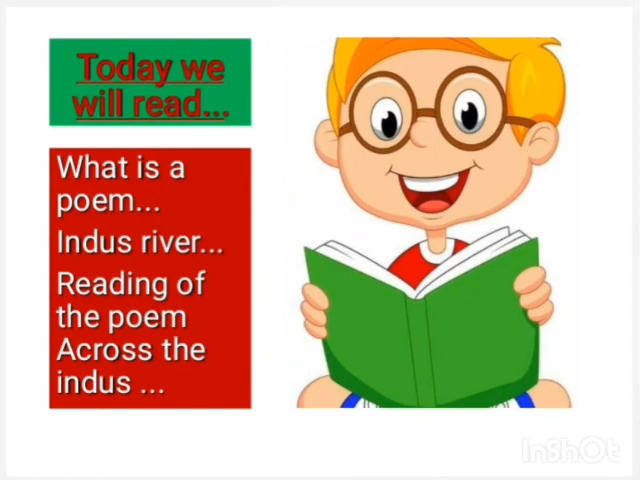 Today we
will read...
What is a
poem...
Indus river...
Reading of
the poem
Across the
indus ...
InShOt